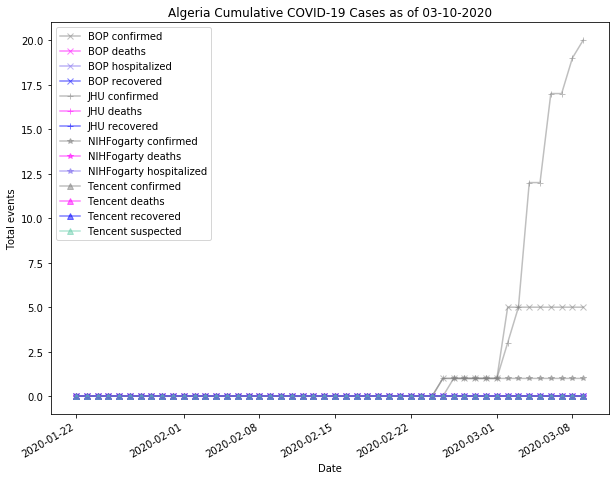 Algeria Cumulative COVID-19 Cases as of 03-10-2020
20.0
17.5
15.0
12.5
10.0
7.5
5.0
2.5
0.0
Total events
BOP confirmed
BOP deaths
BOP hospitalized
BOP recovered
JHU confirmed
JHU deaths
JHU recovered
NIHFogarty confirmed
NIHFogarty deaths
NIHFogarty hospitalized
Tencent confirmed
Tencent deaths
Tencent recovered
Tencent suspected
2020-01-22
2020-02-01
2020-02-08
2020-02-15
2020-02-22
2020-03-01
2020-03-08
Date